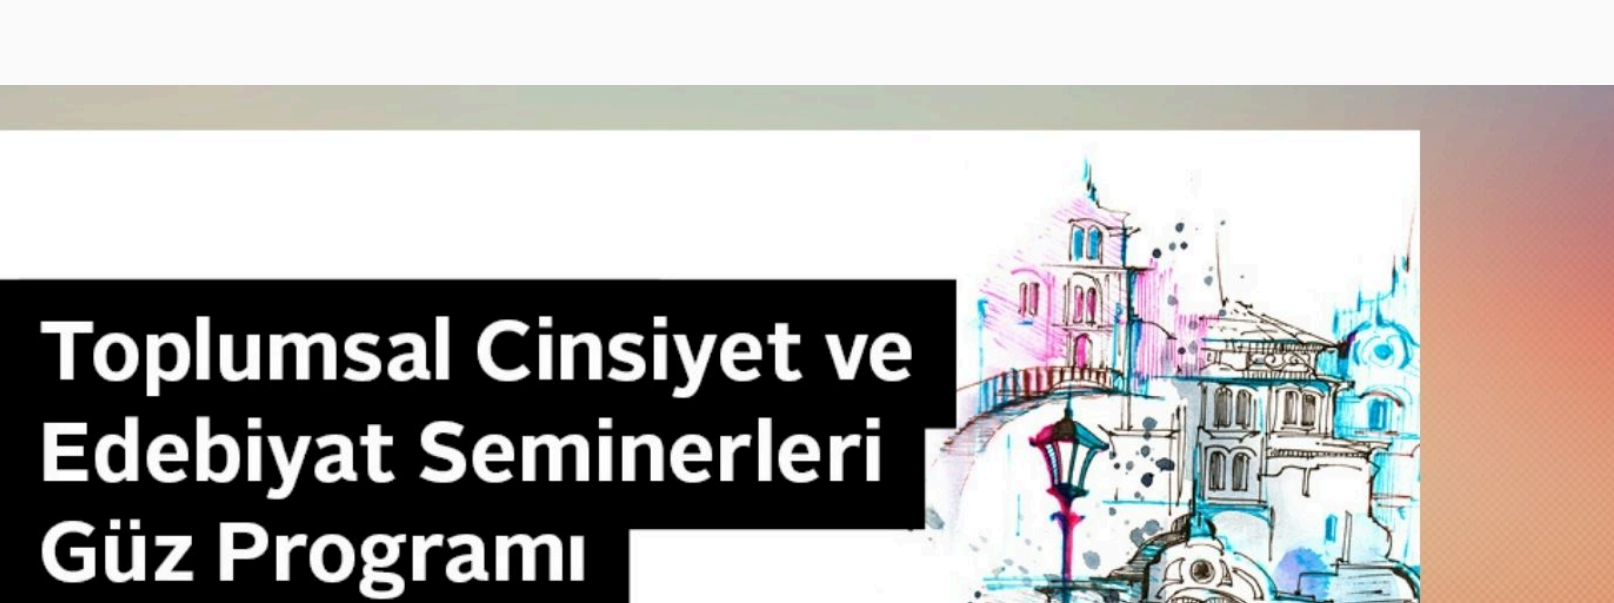 Toplumsal Cinsiyet ve
Edebiyat Seminerleri
Güz Programı